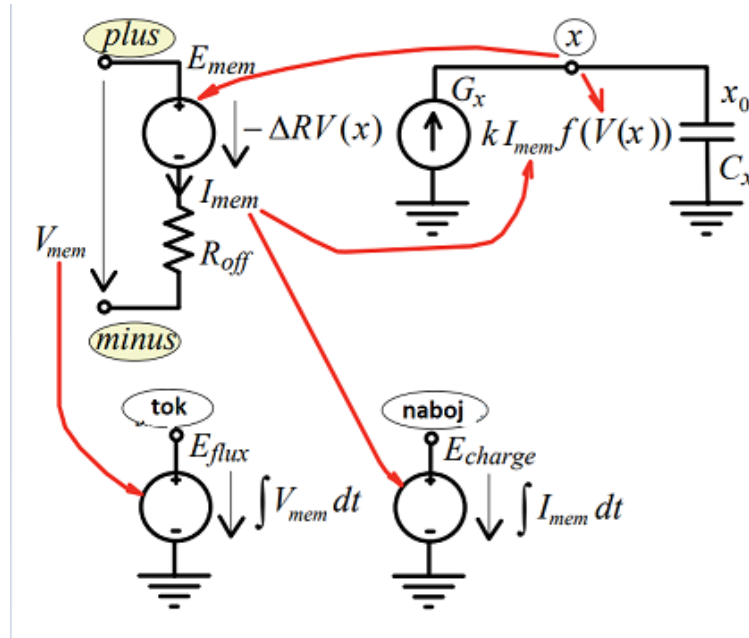 plus
E_mem
x
G_x
x_0
− ΔRV(x)
k I_mem f(V(x))
C_x
I_mem
V_mem
R_off
minus
tok
naboj
E_flux
E_charge
∫ V_mem dt
∫ I_mem dt